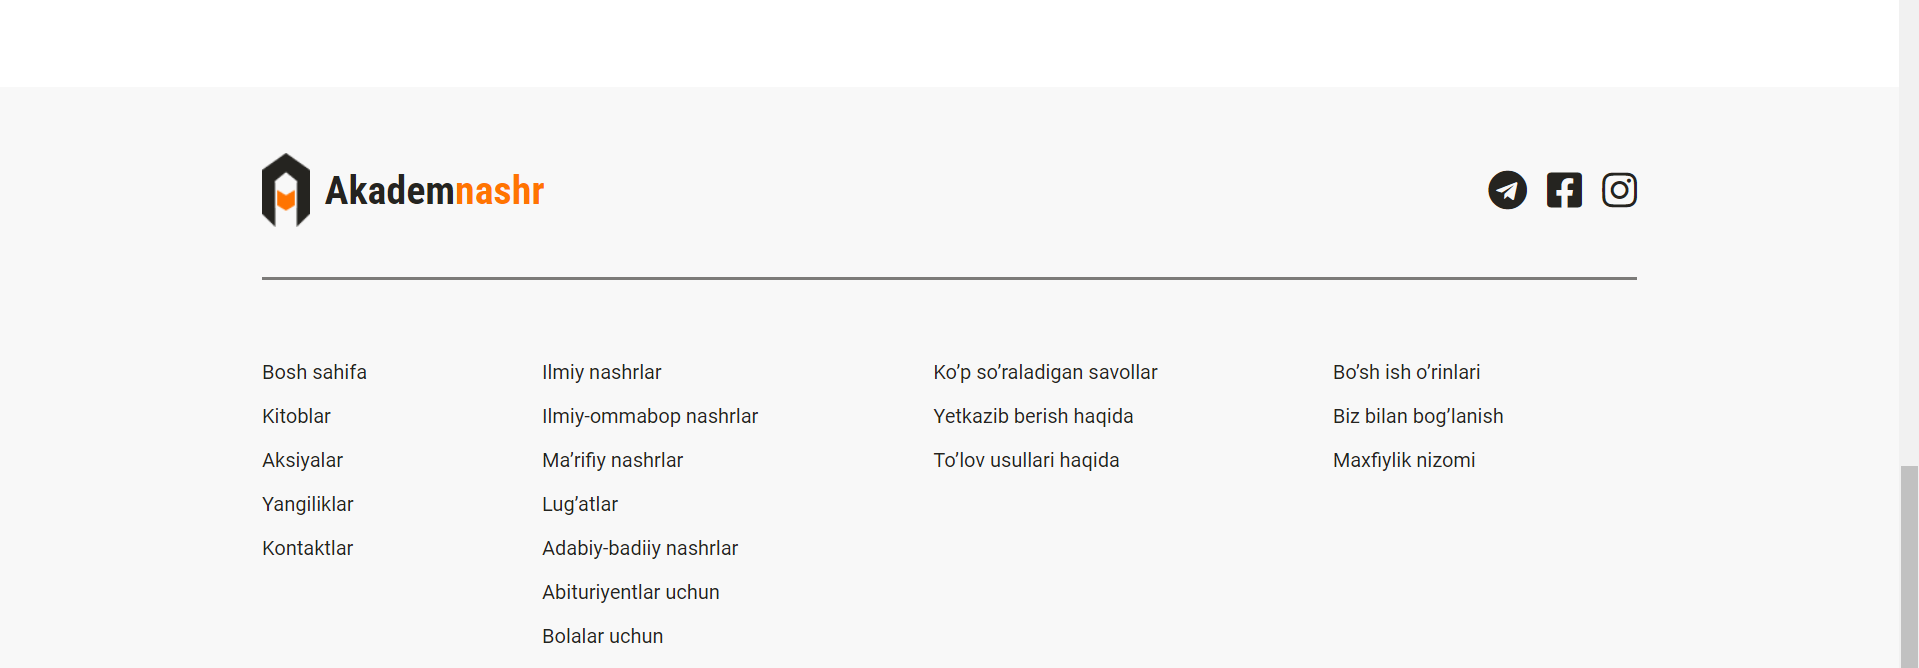 Akademnashr
Bosh sahifa
Kitoblar
Aksiyalar
Yangiliklar
Kontaktlar
Ilmiy nashrlar
Ilmiy-ommabop nashrlar
Ma’rifiy nashrlar
Lug’atlar
Adabiy-badiiy nashrlar
Abituriyentlar uchun
Bolalar uchun
Ko’p so’raladigan savollar
Yetkazib berish haqida
To’lov usullari haqida
Bo’sh ish o’rinlari
Biz bilan bog’lanish
Maxfiylik nizomi